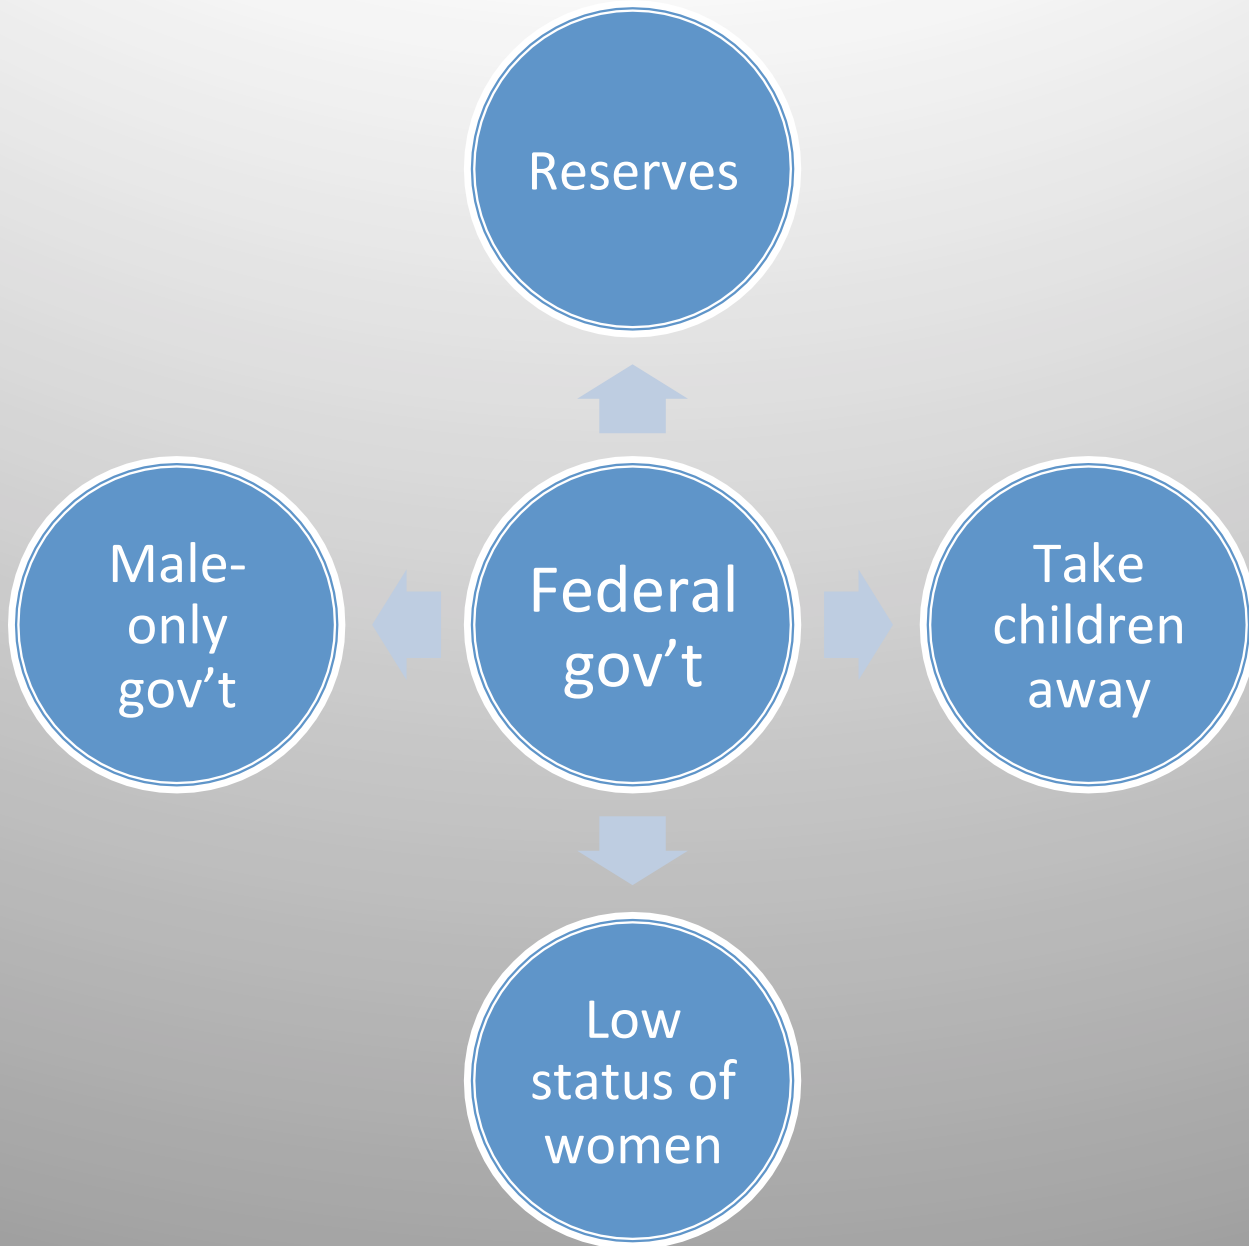 Reserves
Male-
only
gov’t
Federal
gov’t
Take
children
away
Low
status of
women